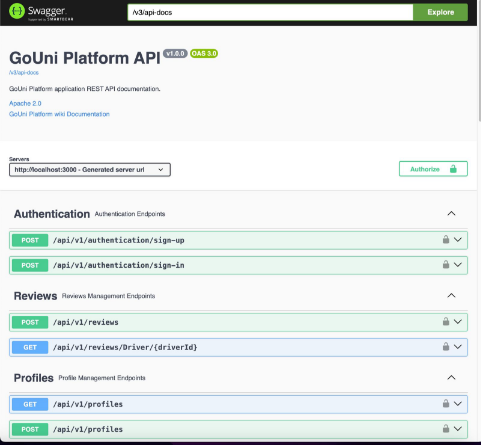 Swagger.
Supported by SMARTBEAR
/v3/api-docs
Explore
GoUni Platform API v1.0.0 OAS 3.0
/v3/api-docs
GoUni Platform application REST API documentation.
Apache 2.0
GoUni Platform wiki Documentation
Servers
http://localhost:3000 - Generated server url
Authorize
Authentication Authentication Endpoints
POST /api/v1/authentication/sign-up
POST /api/v1/authentication/sign-in
Reviews Reviews Management Endpoints
POST /api/v1/reviews
GET /api/v1/reviews/Driver/{driverId}
Profiles Profile Management Endpoints
GET /api/v1/profiles
POST /api/v1/profiles